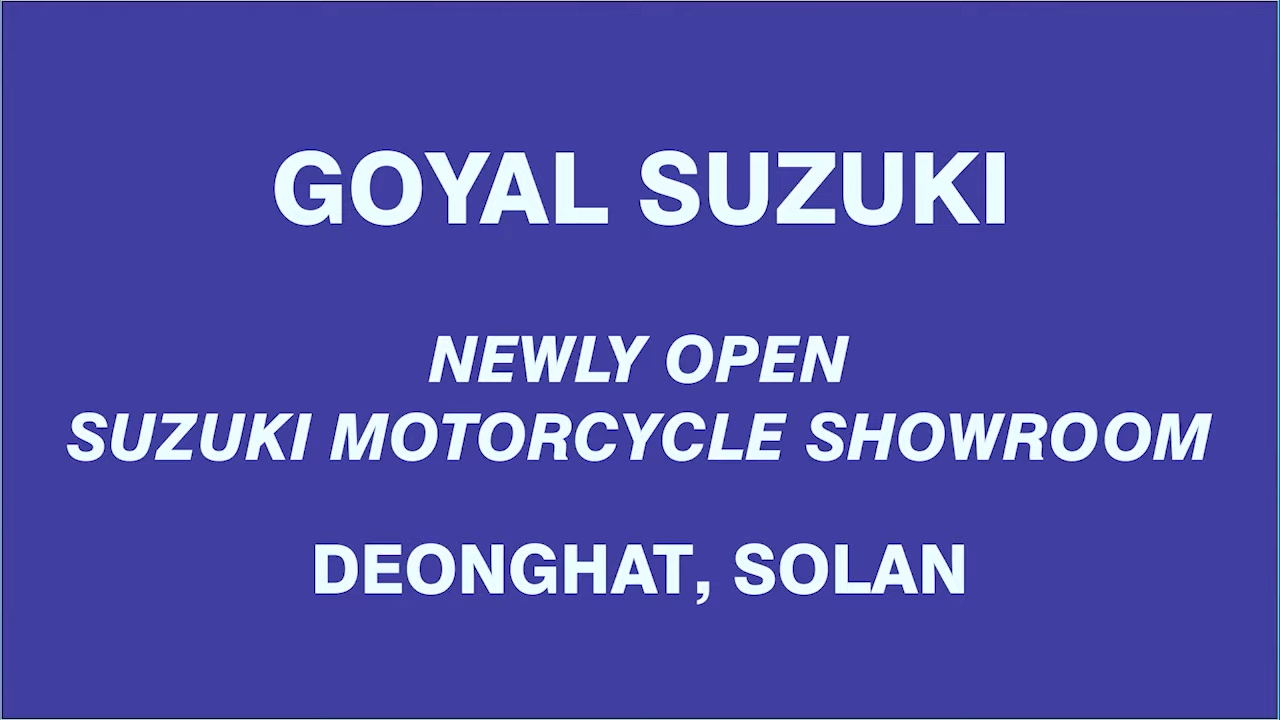 GOYAL SUZUKI
NEWLY OPEN
SUZUKI MOTORCYCLE SHOWROOM
DEONGHAT, SOLAN